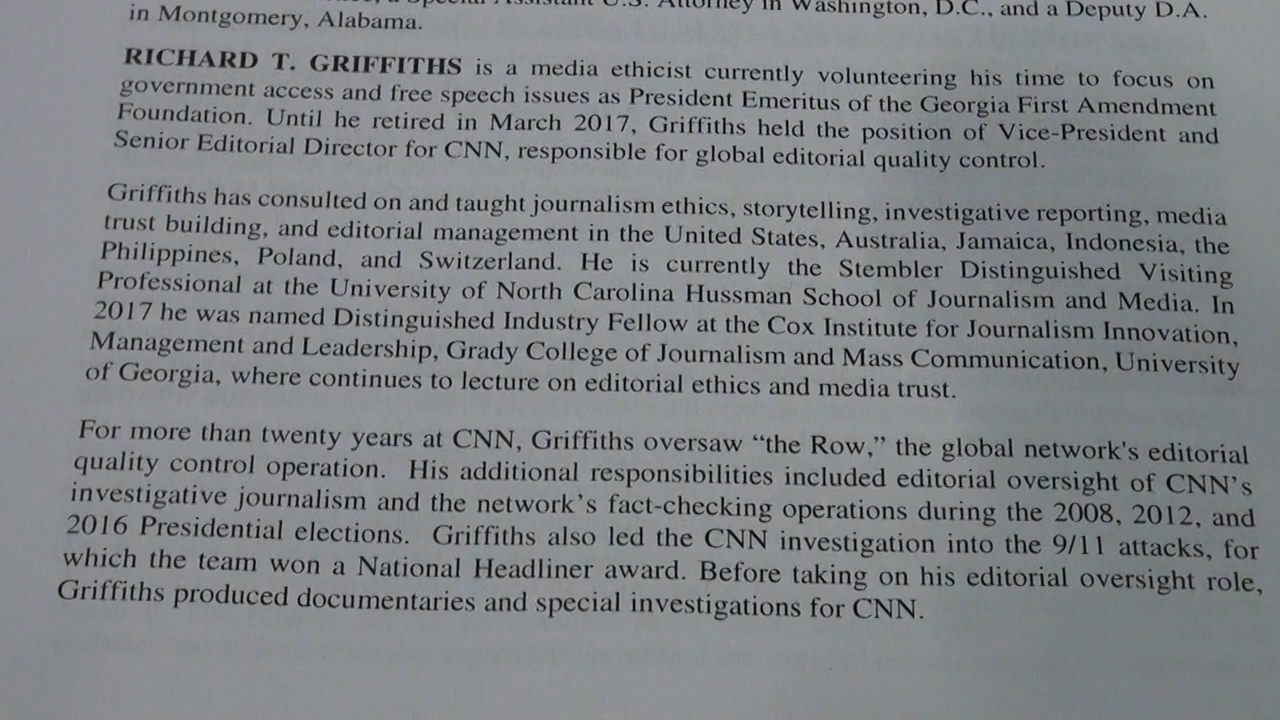 a Special Assistant U.S. Attorney in Washington, D.C., and a Deputy D.A.
in Montgomery, Alabama.
RICHARD T. GRIFFITHS is a media ethicist currently volunteering his time to focus on
government access and free speech issues as President Emeritus of the Georgia First Amendment
Foundation. Until he retired in March 2017, Griffiths held the position of Vice-President and
Senior Editorial Director for CNN, responsible for global editorial quality control.
Griffiths has consulted on and taught journalism ethics, storytelling, investigative reporting, media
trust building, and editorial management in the United States, Australia, Jamaica, Indonesia, the
Philippines, Poland, and Switzerland. He is currently the Stembler Distinguished Visiting
Professional at the University of North Carolina Hussman School of Journalism and Media. In
2017 he was named Distinguished Industry Fellow at the Cox Institute for Journalism Innovation,
Management and Leadership, Grady College of Journalism and Mass Communication, University
of Georgia, where continues to lecture on editorial ethics and media trust.
For more than twenty years at CNN, Griffiths oversaw “the Row,” the global network's editorial
quality control operation. His additional responsibilities included editorial oversight of CNN’s
investigative journalism and the network’s fact-checking operations during the 2008, 2012, and
2016 Presidential elections. Griffiths also led the CNN investigation into the 9/11 attacks, for
which the team won a National Headliner award. Before taking on his editorial oversight role,
Griffiths produced documentaries and special investigations for CNN.